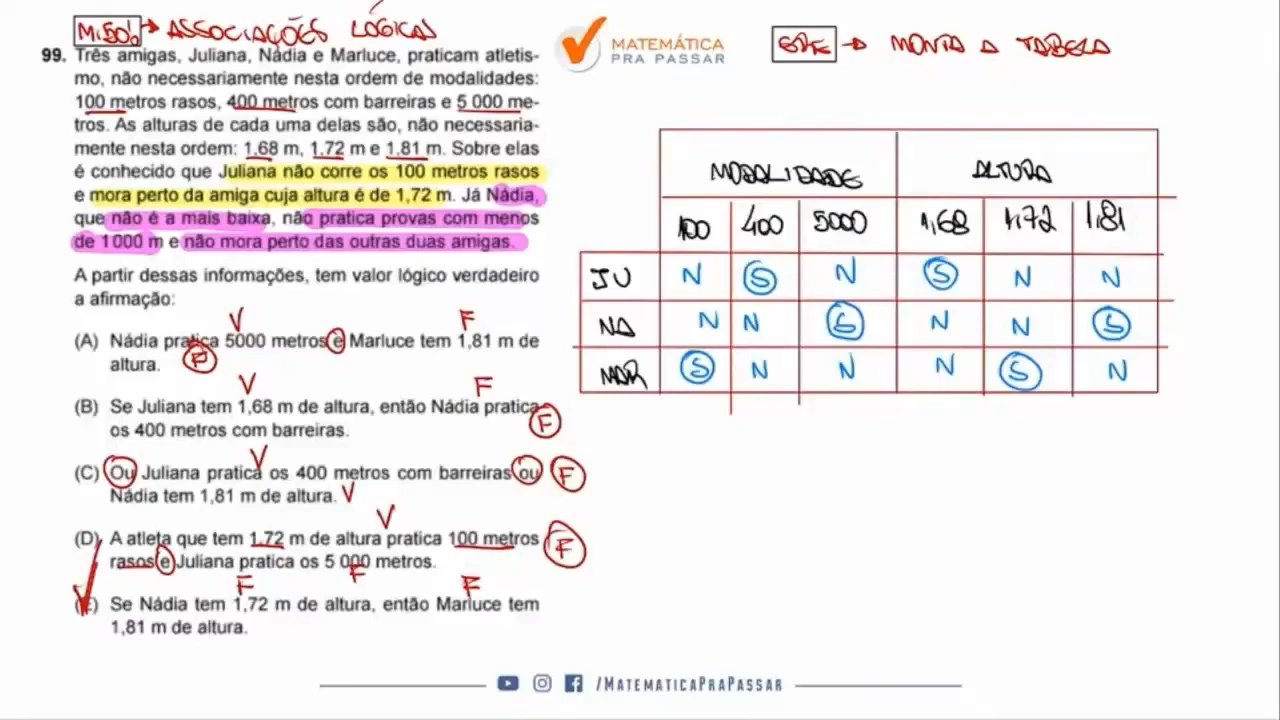 M.50% → ASSOCIAÇÕES LÓGICAS
99. Três amigas, Juliana, Nádia e Marluce, praticam atletis-
mo, não necessariamente nesta ordem de modalidades:
100 metros rasos, 400 metros com barreiras e 5 000 me-
tros. As alturas de cada uma delas são, não necessaria-
mente nesta ordem: 1,68 m, 1,72 m e 1,81 m. Sobre elas
é conhecido que Juliana não corre os 100 metros rasos
e mora perto da amiga cuja altura é de 1,72 m. Já Nádia,
que não é a mais baixa, não pratica provas com menos
de 1 000 m e não mora perto das outras duas amigas.
A partir dessas informações, tem valor lógico verdadeiro
a afirmação:
V F
(A) Nádia pratica 5000 metros e Marluce tem 1,81 m de
altura. F
V F
(B) Se Juliana tem 1,68 m de altura, então Nádia pratica
os 400 metros com barreiras. F
V
(C) Ou Juliana pratica os 400 metros com barreiras ou F
Nádia tem 1,81 m de altura. V
V
(D) A atleta que tem 1,72 m de altura pratica 100 metros F
rasos e Juliana pratica os 5 000 metros.
F F F
(E) Se Nádia tem 1,72 m de altura, então Marluce tem
1,81 m de altura.
MATEMÁTICA
PRA PASSAR
→ MONTA A TABELA
MODALIDADE ALTURA
100 400 5000 1,68 1,72 1,81
JU N S N S N N
NA N N S N N S
MAR S N N N S N
/MATEMATICAPRAPASSAR